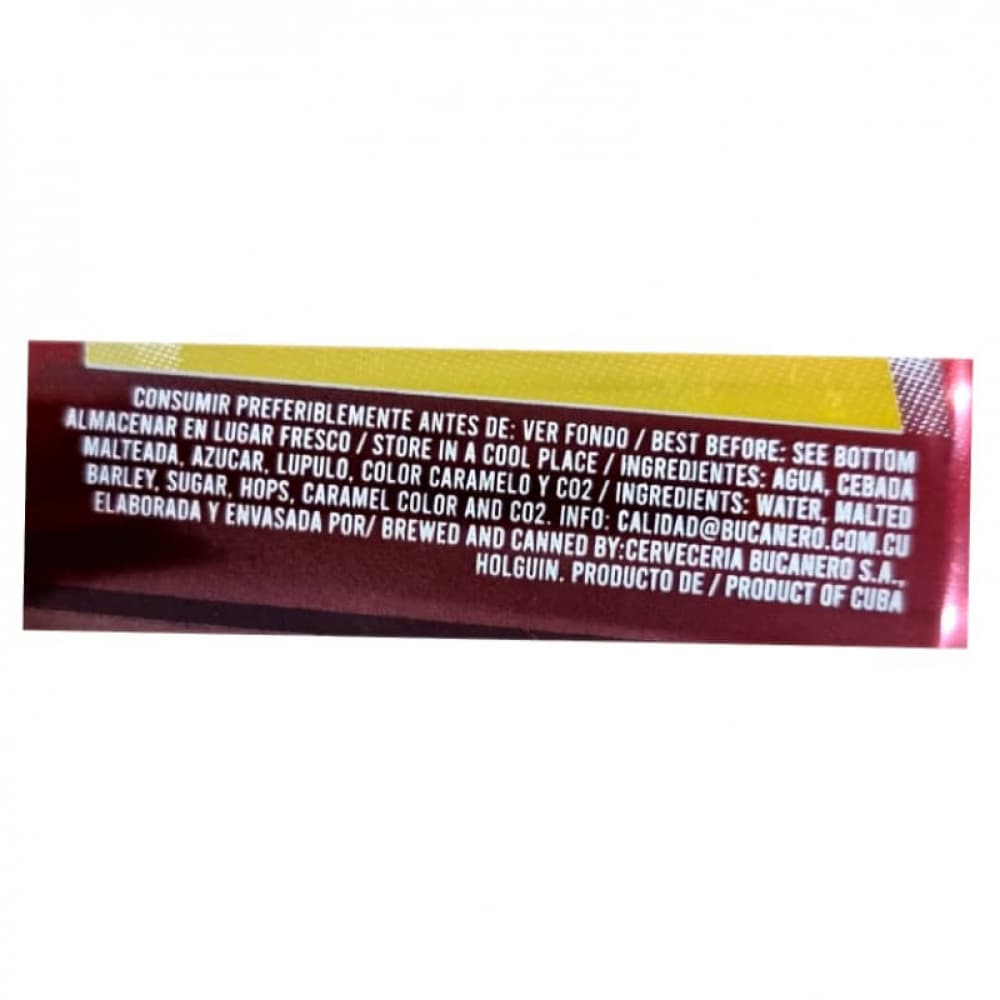 CONSUMIR PREFERIBLEMENTE ANTES DE: VER FONDO / BEST BEFORE: SEE BOTTOM
ALMACENAR EN LUGAR FRESCO / STORE IN A COOL PLACE / INGREDIENTES: AGUA, CEBADA
MALTEADA, AZUCAR, LUPULO, COLOR CARAMELO Y CO2 / INGREDIENTS: WATER, MALTED
BARLEY, SUGAR, HOPS, CARAMEL COLOR AND CO2. INFO: CALIDAD@BUCANERO.COM.CU
ELABORADA Y ENVASADA POR/ BREWED AND CANNED BY:CERVECERIA BUCANERO S.A.,
HOLGUIN. PRODUCTO DE / PRODUCT OF CUBA